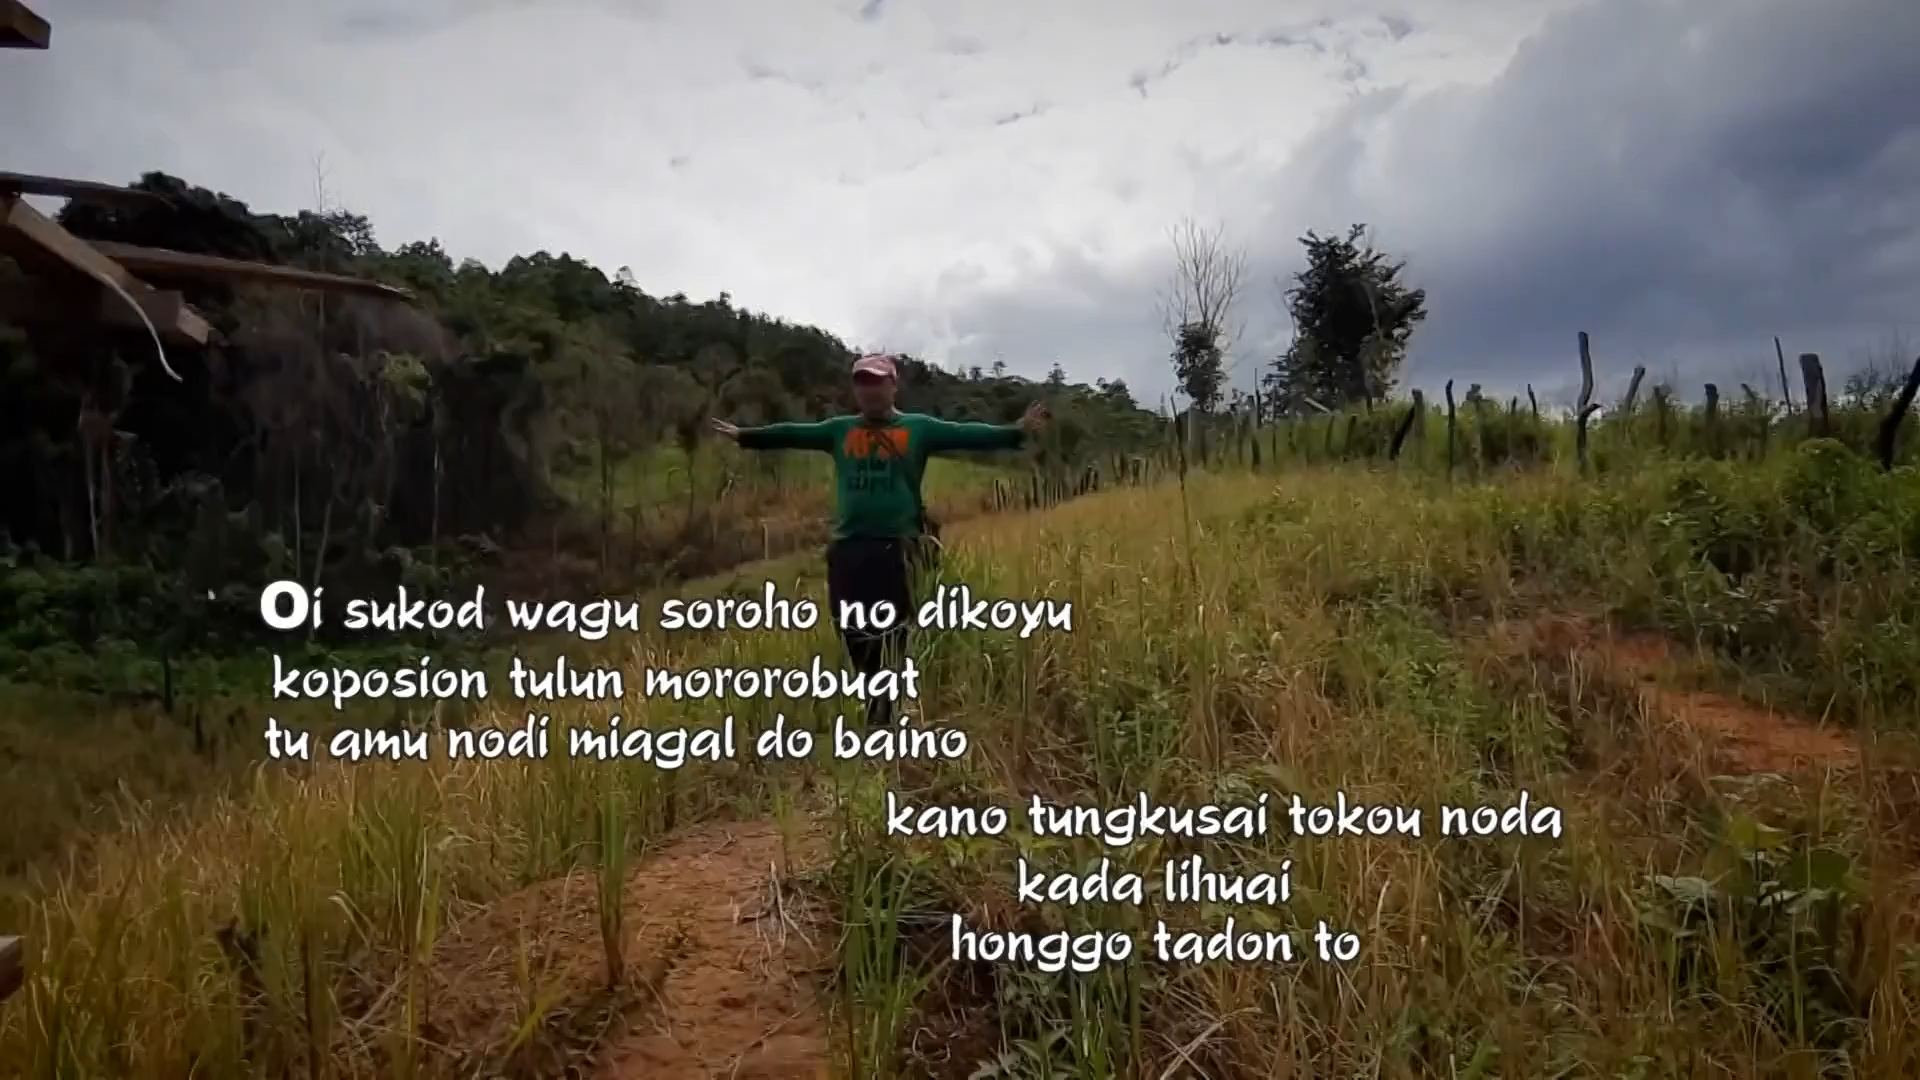 Oi sukod wagu soroho no dikoyu
koposion tulun mororobuat
tu amu nodi miagal do baino
kano tungkusai tokou noda
kada lihuai
honggo tadon to